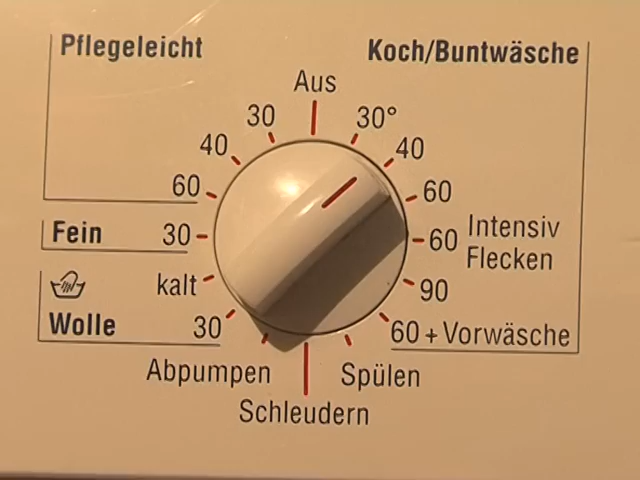 Pflegeleicht
Koch/Buntwäsche
Aus
30
30°
40
40
60
60
Fein
30
60 Intensiv
Flecken
kalt
90
Wolle
30
60 + Vorwäsche
Abpumpen
Spülen
Schleudern